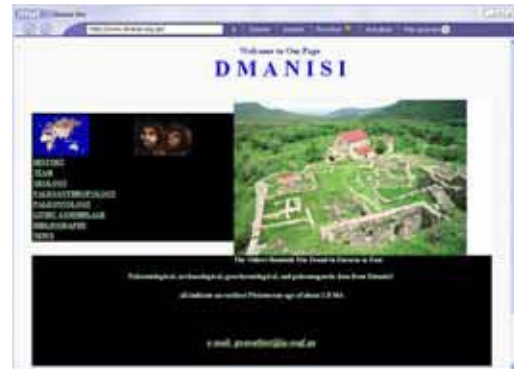 Welcome to Our Page
DMANISI
HISTORY
TEAM
GEOLOGY
PALEOANTHROPOLOGY
PALEONTOLOGY
LITHIC ASSEMBLAGE
BIBLIOGRAPHY
NEWS
The Oldest Hominid Site Found in Eurasia so Far
Paleontological, archaeological, geochronological, and paleomagnetic data from Dmanisi
all indicate an earliest Pleistocene age of about 1.8 MA
e-mail: